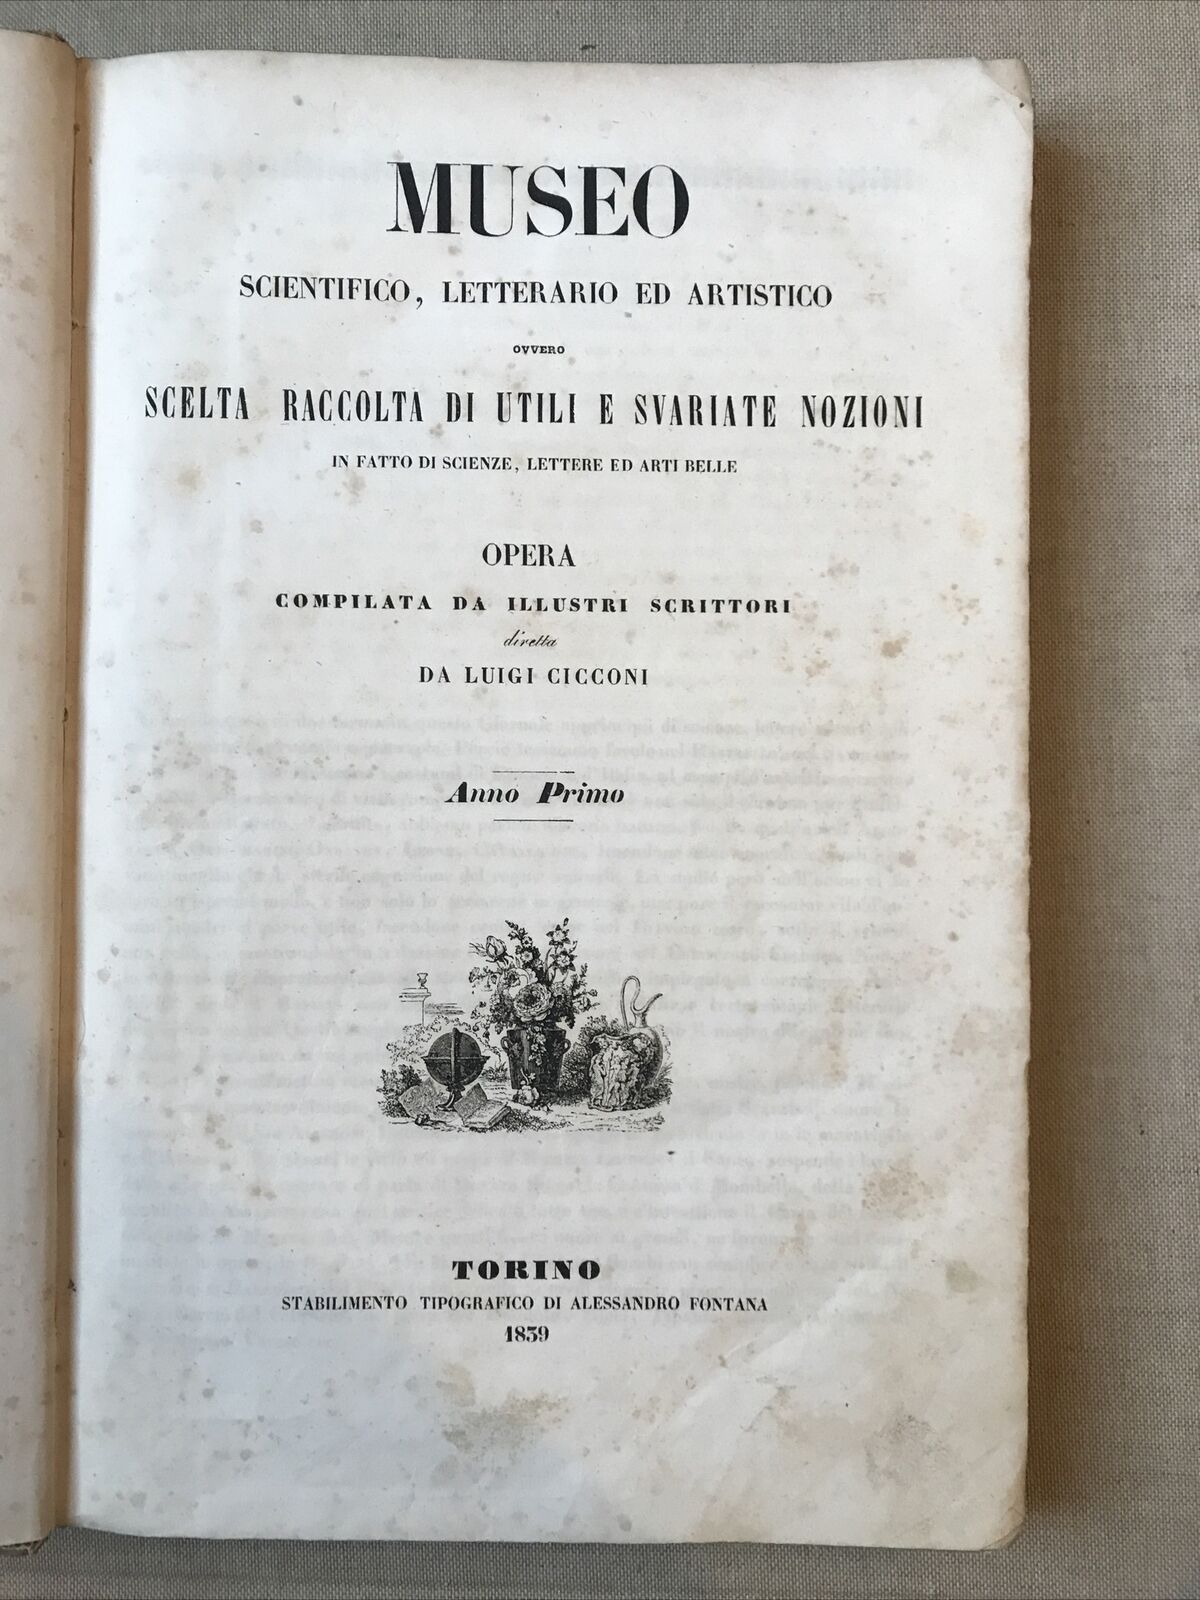 MUSEO
SCIENTIFICO, LETTERARIO ED ARTISTICO
OVVERO
SCELTA RACCOLTA DI UTILI E SVARIATE NOZIONI
IN FATTO DI SCIENZE, LETTERE ED ARTI BELLE
OPERA
COMPILATA DA ILLUSTRI SCRITTORI
diretta
DA LUIGI CICCONI
Anno Primo
TORINO
STABILIMENTO TIPOGRAFICO DI ALESSANDRO FONTANA
1839